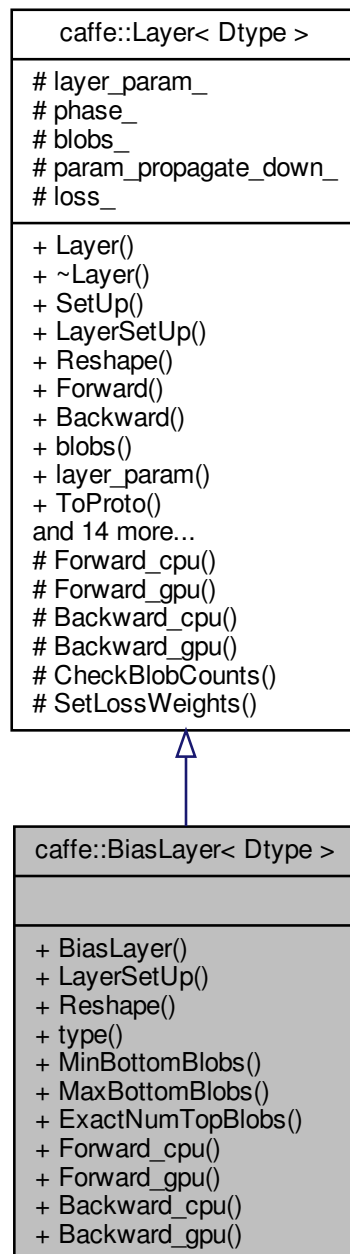 caffe::Layer< Dtype >
# layer_param_
# phase_
# blobs_
# param_propagate_down_
# loss_
+ Layer()
+ ~Layer()
+ SetUp()
+ LayerSetUp()
+ Reshape()
+ Forward()
+ Backward()
+ blobs()
+ layer_param()
+ ToProto()
and 14 more...
# Forward_cpu()
# Forward_gpu()
# Backward_cpu()
# Backward_gpu()
# CheckBlobCounts()
# SetLossWeights()
caffe::BiasLayer< Dtype >
+ BiasLayer()
+ LayerSetUp()
+ Reshape()
+ type()
+ MinBottomBlobs()
+ MaxBottomBlobs()
+ ExactNumTopBlobs()
+ Forward_cpu()
+ Forward_gpu()
+ Backward_cpu()
+ Backward_gpu()